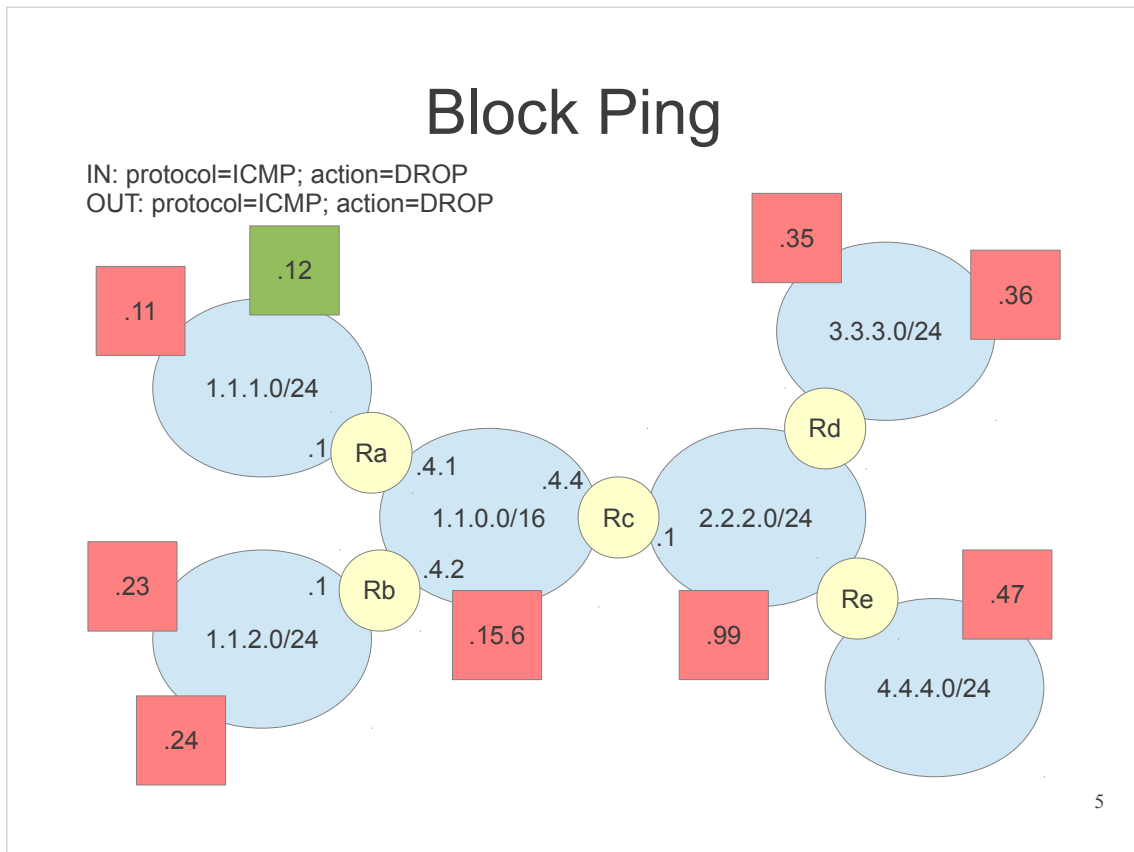 Block Ping
IN: protocol=ICMP; action=DROP
OUT: protocol=ICMP; action=DROP
.11
.12
.35
.36
1.1.1.0/24
3.3.3.0/24
.1
Ra
.4.1
.4.4
Rd
1.1.0.0/16
Rc
.1
2.2.2.0/24
.23
.1
Rb
.4.2
1.1.2.0/24
.15.6
.99
Re
.47
4.4.4.0/24
.24
5